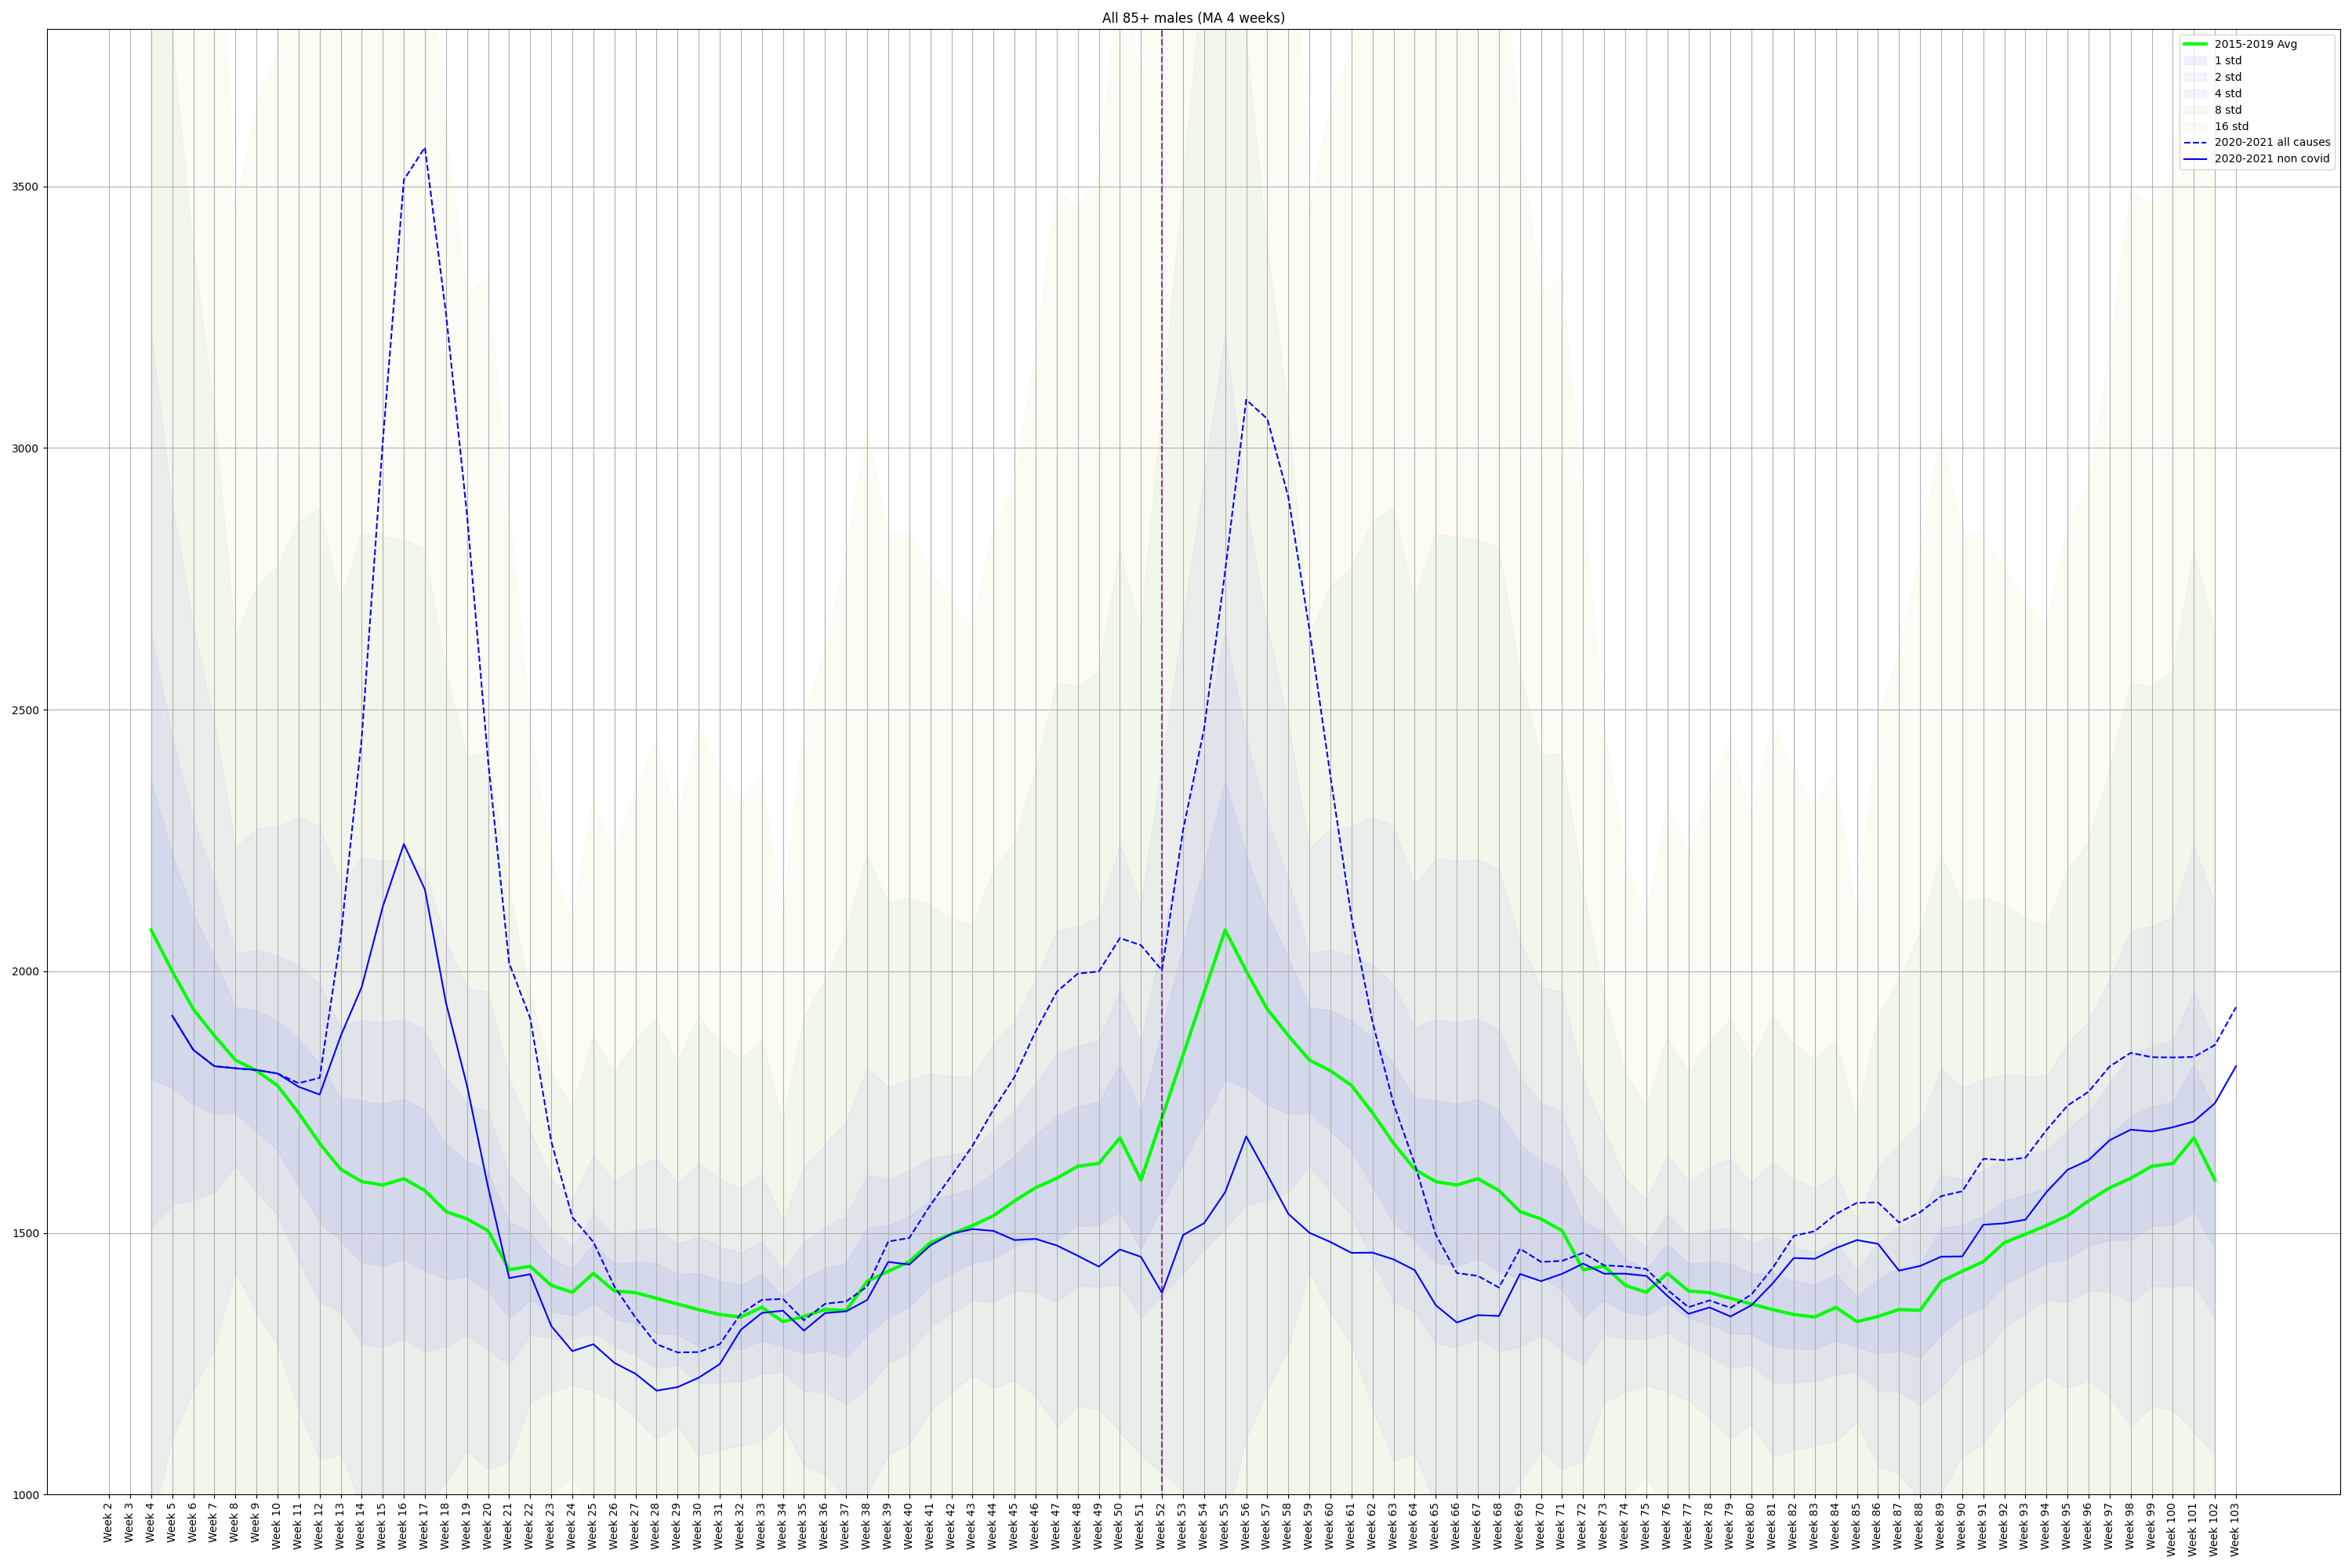 All 85+ males (MA 4 weeks)
2015-2019 Avg
1 std
2 std
4 std
8 std
16 std
2020-2021 all causes
2020-2021 non covid
3500
3000
2500
2000
1500
1000
Week 2
Week 3
Week 4
Week 5
Week 6
Week 7
Week 8
Week 9
Week 10
Week 11
Week 12
Week 13
Week 14
Week 15
Week 16
Week 17
Week 18
Week 19
Week 20
Week 21
Week 22
Week 23
Week 24
Week 25
Week 26
Week 27
Week 28
Week 29
Week 30
Week 31
Week 32
Week 33
Week 34
Week 35
Week 36
Week 37
Week 38
Week 39
Week 40
Week 41
Week 42
Week 43
Week 44
Week 45
Week 46
Week 47
Week 48
Week 49
Week 50
Week 51
Week 52
Week 53
Week 54
Week 55
Week 56
Week 57
Week 58
Week 59
Week 60
Week 61
Week 62
Week 63
Week 64
Week 65
Week 66
Week 67
Week 68
Week 69
Week 70
Week 71
Week 72
Week 73
Week 74
Week 75
Week 76
Week 77
Week 78
Week 79
Week 80
Week 81
Week 82
Week 83
Week 84
Week 85
Week 86
Week 87
Week 88
Week 89
Week 90
Week 91
Week 92
Week 93
Week 94
Week 95
Week 96
Week 97
Week 98
Week 99
Week 100
Week 101
Week 102
Week 103